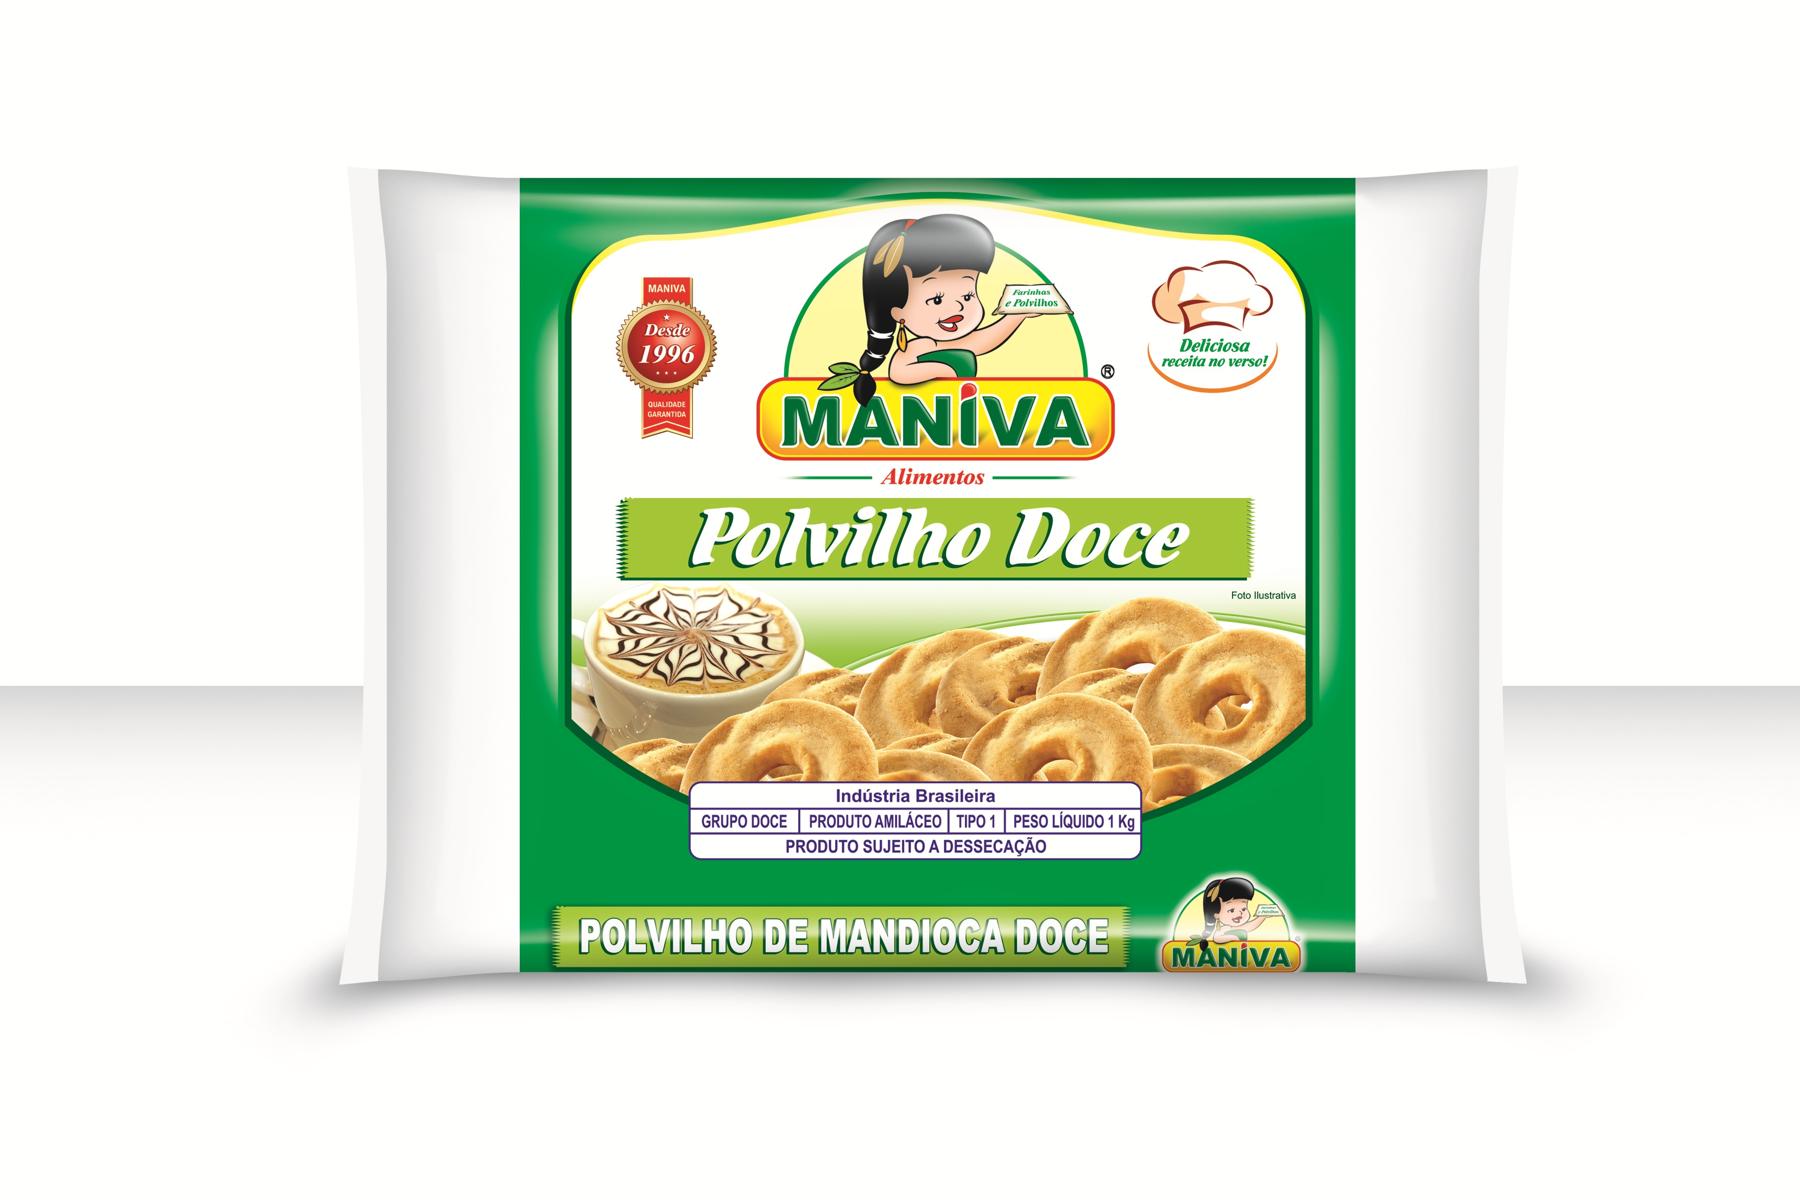 MANIVA
Desde
1996
QUALIDADE
GARANTIDA
Farinhas
e Polvilhos
®
MANIVA
Alimentos
Deliciosa
receita no verso!
Polvilho Doce
Foto Ilustrativa
Indústria Brasileira
GRUPO DOCE PRODUTO AMILÁCEO TIPO 1 PESO LÍQUIDO 1 Kg
PRODUTO SUJEITO A DESSECAÇÃO
POLVILHO DE MANDIOCA DOCE
MANIVA